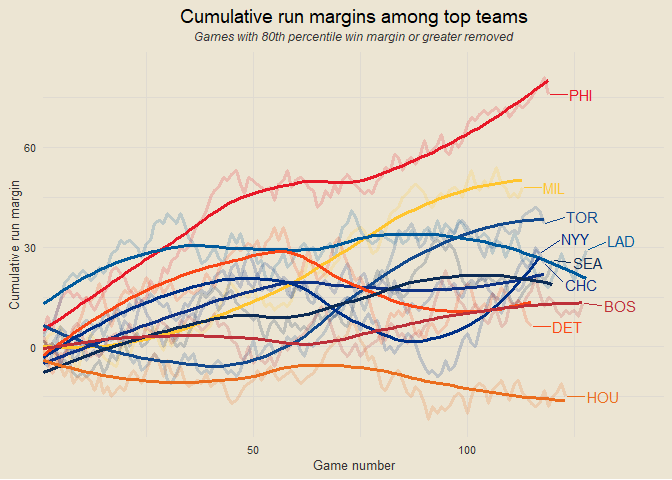 Cumulative run margins among top teams
Games with 80th percentile win margin or greater removed
Cumulative run margin
60
30
0
PHI
MIL
TOR
NYY
LAD
SEA
CHC
BOS
DET
HOU
50
100
Game number